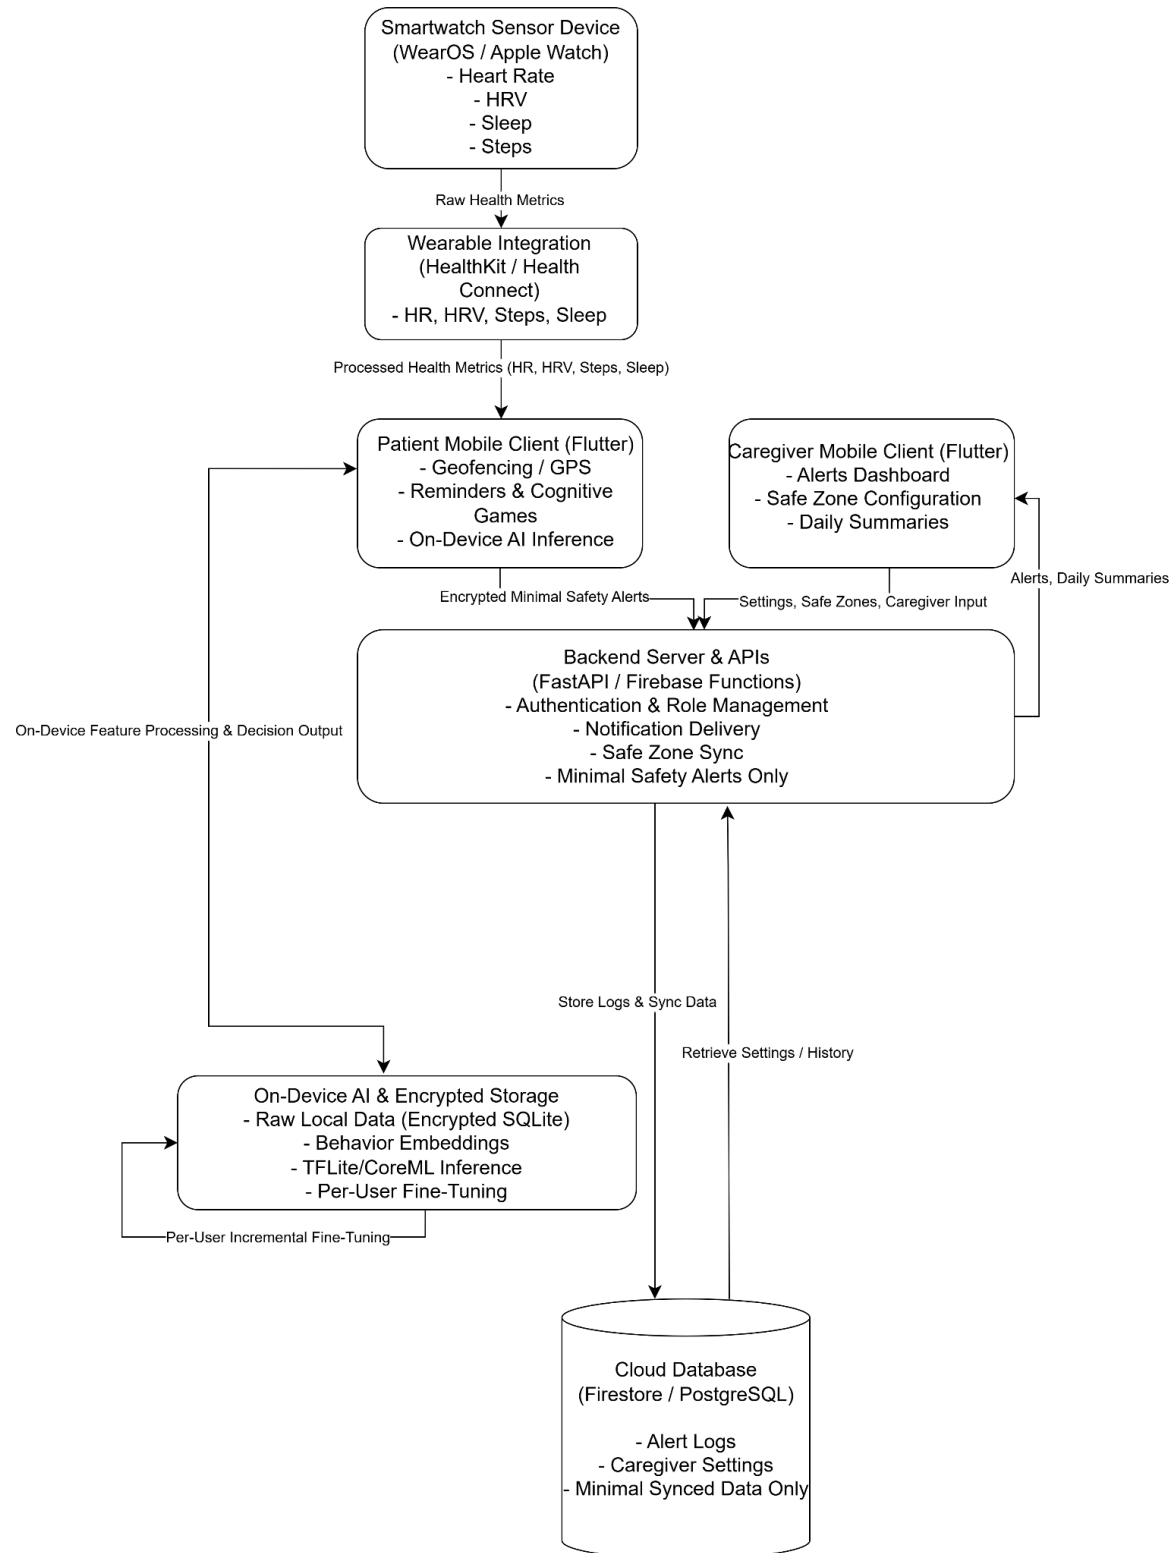 Smartwatch Sensor Device
(WearOS / Apple Watch)
- Heart Rate
- HRV
- Sleep
- Steps
Raw Health Metrics
Wearable Integration
(HealthKit / Health
Connect)
- HR, HRV, Steps, Sleep
Processed Health Metrics (HR, HRV, Steps, Sleep)
Patient Mobile Client (Flutter)
- Geofencing / GPS
- Reminders & Cognitive
Games
- On-Device AI Inference
Caregiver Mobile Client (Flutter)
- Alerts Dashboard
- Safe Zone Configuration
- Daily Summaries
Alerts, Daily Summaries
Encrypted Minimal Safety Alerts
Settings, Safe Zones, Caregiver Input
Backend Server & APIs
(FastAPI / Firebase Functions)
- Authentication & Role Management
- Notification Delivery
- Safe Zone Sync
- Minimal Safety Alerts Only
On-Device Feature Processing & Decision Output
Store Logs & Sync Data
Retrieve Settings / History
On-Device AI & Encrypted Storage
- Raw Local Data (Encrypted SQLite)
- Behavior Embeddings
- TFLite/CoreML Inference
- Per-User Fine-Tuning
Per-User Incremental Fine-Tuning
Cloud Database
(Firestore / PostgreSQL)
- Alert Logs
- Caregiver Settings
- Minimal Synced Data Only